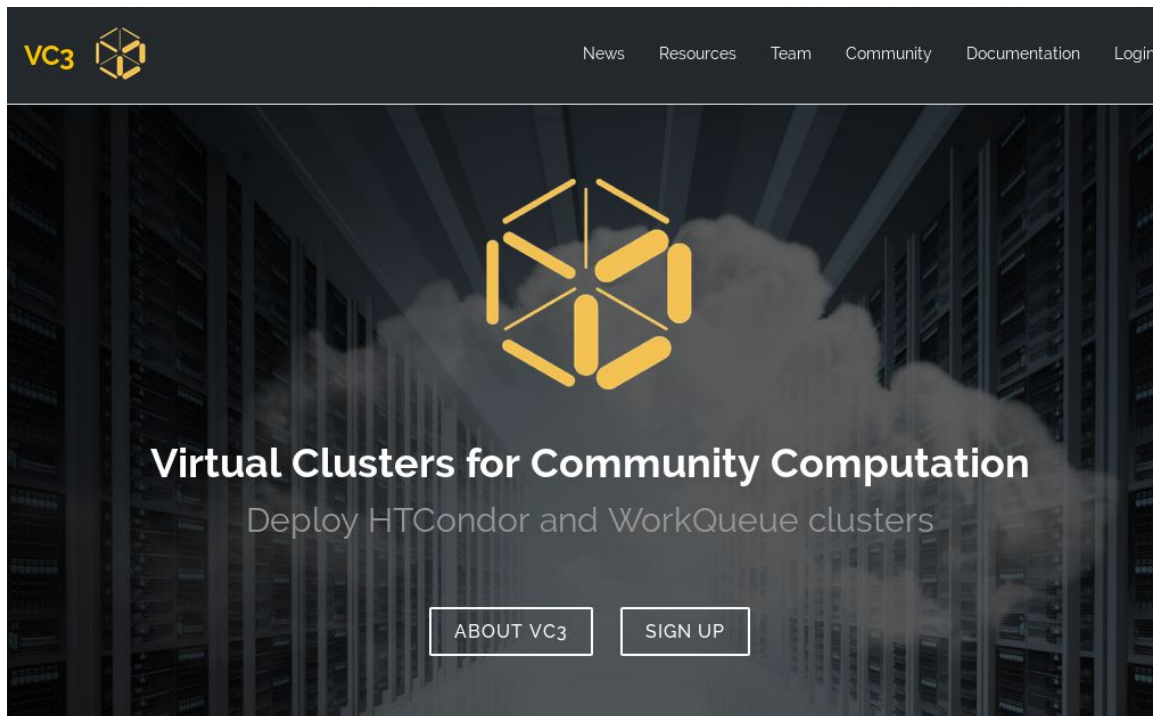 VC3
News Resources Team Community Documentation Login
Virtual Clusters for Community Computation
Deploy HTCondor and WorkQueue clusters
ABOUT VC3 SIGN UP